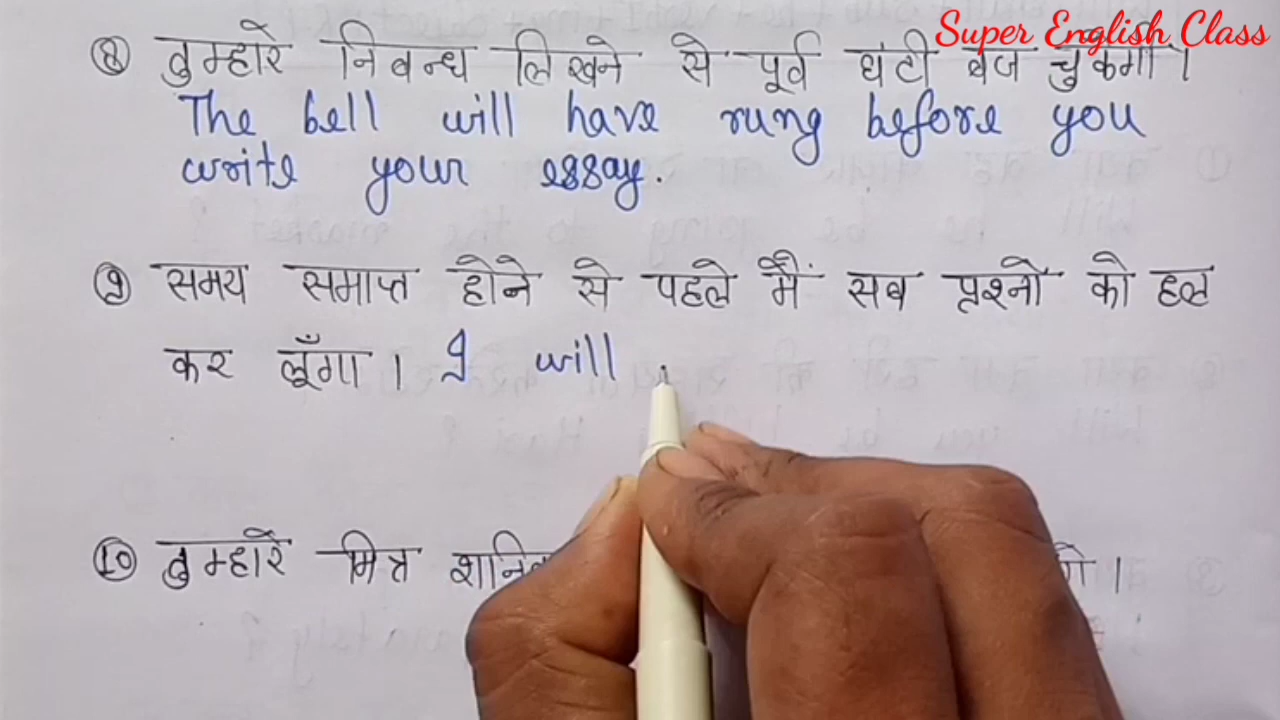 Super English Class
⑧ तुम्हारे निबन्ध लिखने से पूर्व घंटी बज चुकेगी।
The bell will have rung before you
write your essay.
⑨ समय समाप्त होने से पहले मैं सब प्रश्नों को हल
कर लूँगा। I will
⑩ तुम्हारे मित्र